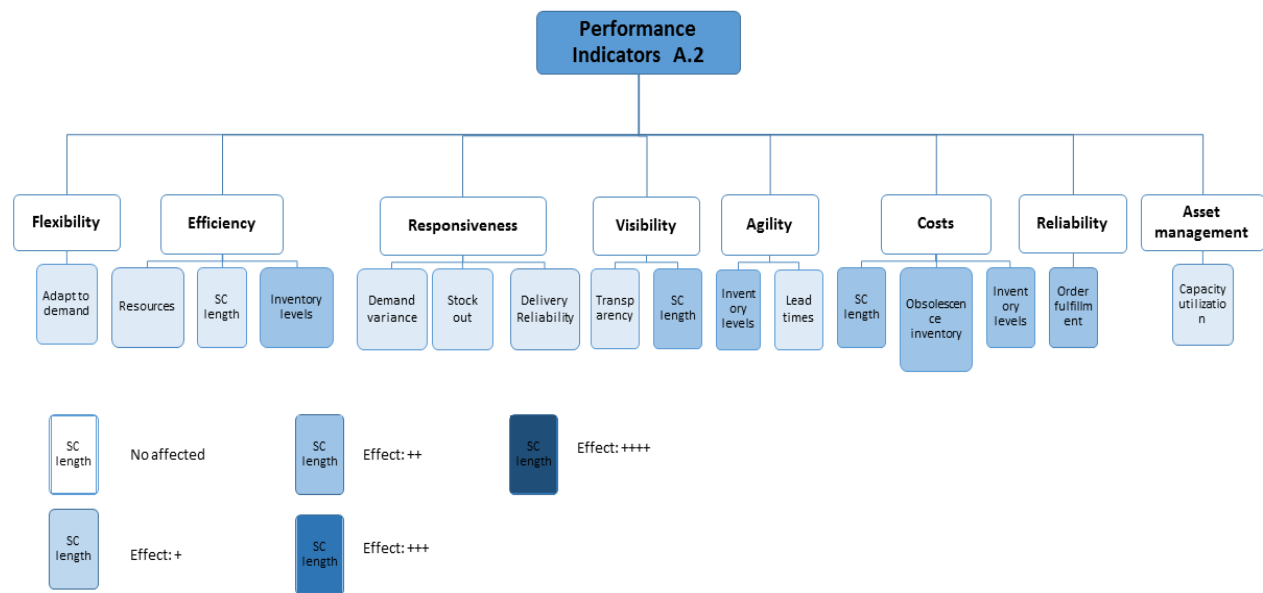 Performance
Indicators A.2
Flexibility
Efficiency
Responsiveness
Visibility
Agility
Costs
Reliability
Asset
management
Adapt to
demand
Resources
SC
length
Inventory
levels
Demand
variance
Stock
out
Delivery
Reliability
Transp
arency
SC
length
Invent
ory
levels
Lead
times
SC
length
Obsolescen
ce
inventory
Invent
ory
levels
Order
fulfillm
ent
Capacity
utilizatio
n
SC
length
No affected
SC
length
Effect: ++
SC
length
Effect: ++++
SC
length
Effect: +
SC
length
Effect: +++